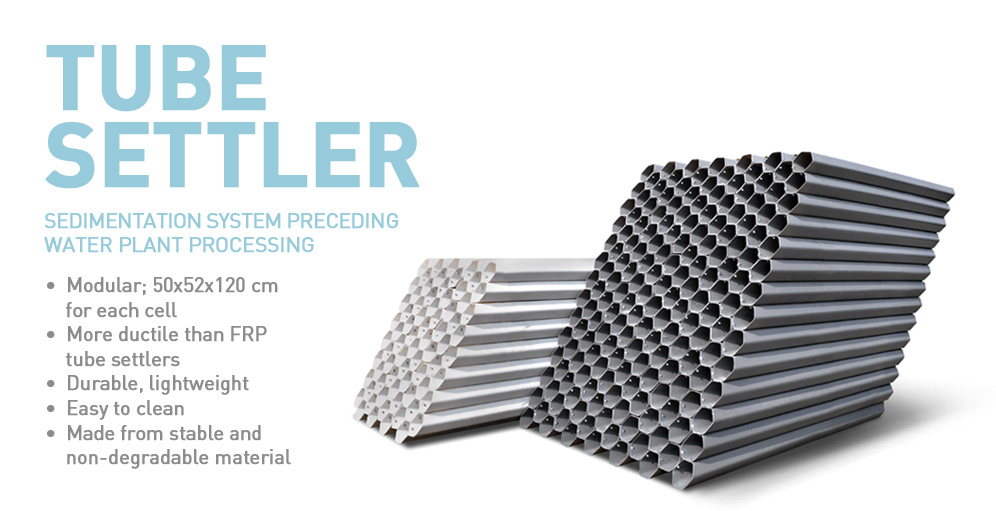 TUBE
SETTLER
SEDIMENTATION SYSTEM PRECEDING
WATER PLANT PROCESSING
• Modular; 50x52x120 cm
for each cell
• More ductile than FRP
tube settlers
• Durable, lightweight
• Easy to clean
• Made from stable and
non-degradable material